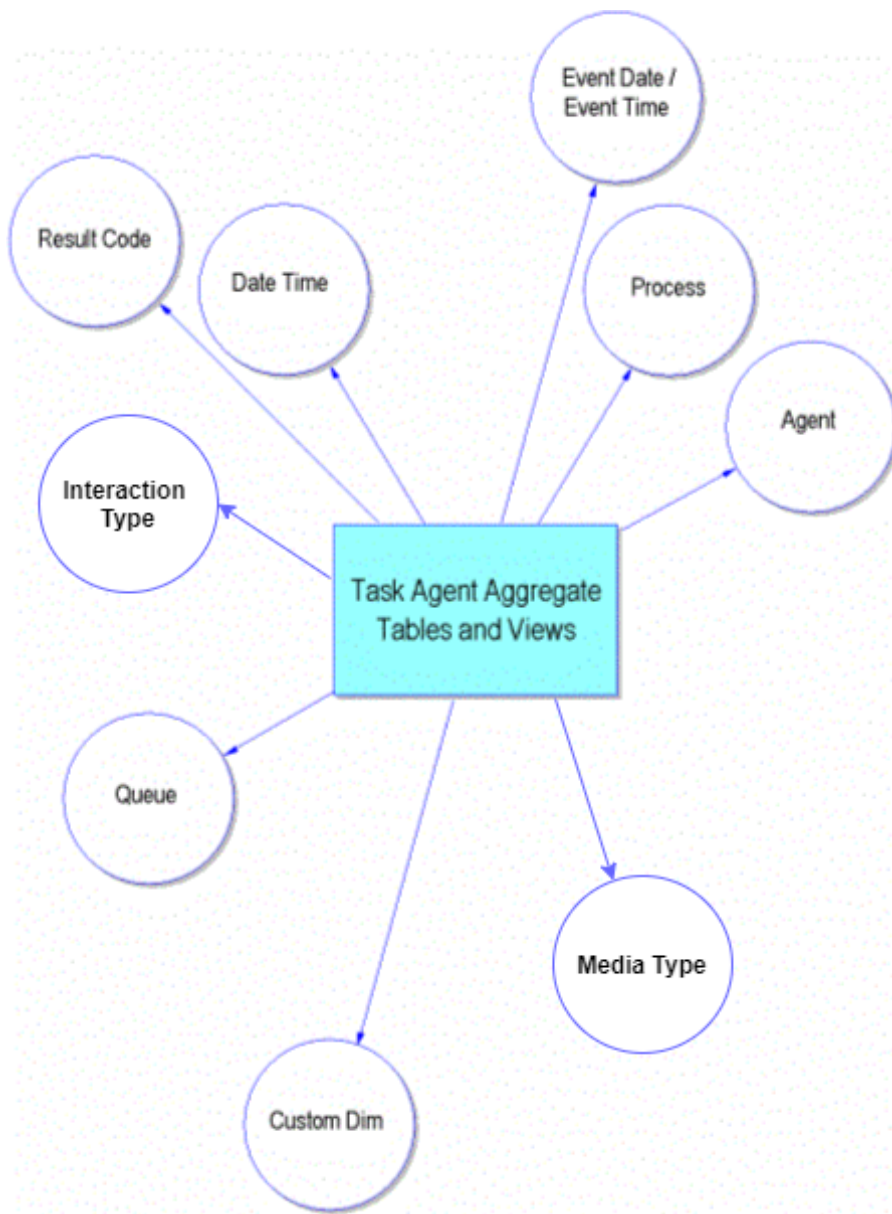 Event Date /
Event Time
Result Code
Date Time
Process
Agent
Interaction
Type
Task Agent Aggregate
Tables and Views
Queue
Media Type
Custom Dim